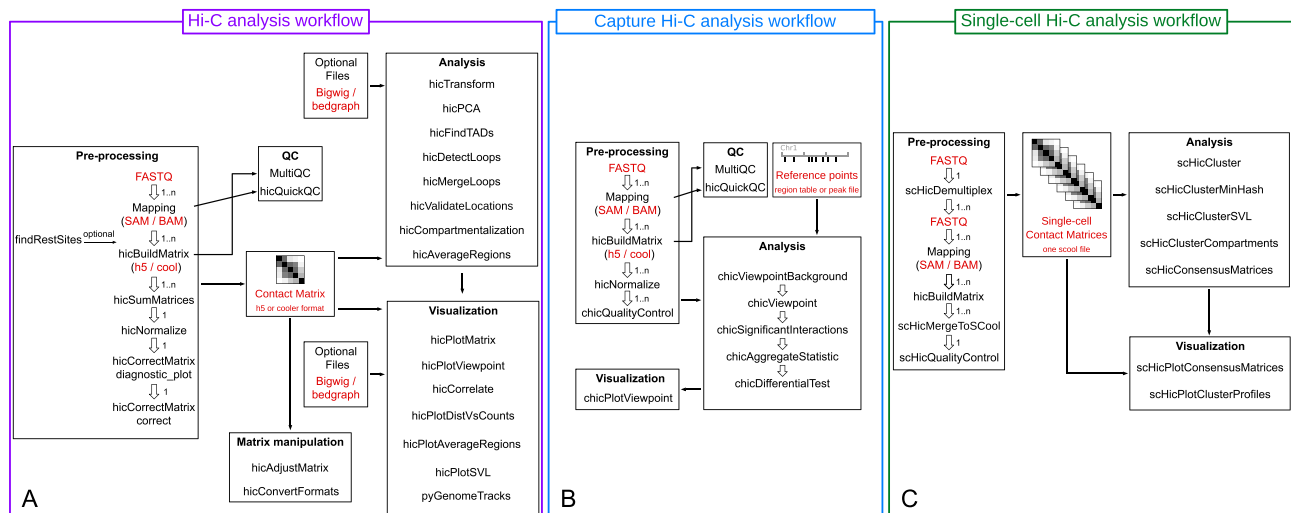 Hi-C analysis workflow
Optional
Files
Bigwig /
bedgraph
Analysis
hicTransform
hicPCA
hicFindTADs
hicDetectLoops
hicMergeLoops
hicValidateLocations
hicCompartmentalization
hicAverageRegions
Pre-processing
FASTQ
1..n
Mapping
(SAM / BAM)
1..n
findRestSites
optional
hicBuildMatrix
(h5 / cool)
1..n
hicSumMatrices
1
hicNormalize
1
hicCorrectMatrix
diagnostic_plot
1
hicCorrectMatrix
correct
QC
MultiQC
hicQuickQC
Contact Matrix
h5 or cooler format
Optional
Files
Bigwig /
bedgraph
Visualization
hicPlotMatrix
hicPlotViewpoint
hicCorrelate
hicPlotDistVsCounts
hicPlotAverageRegions
hicPlotSVL
pyGenomeTracks
Matrix manipulation
hicAdjustMatrix
hicConvertFormats
A
Capture Hi-C analysis workflow
Pre-processing
FASTQ
1..n
Mapping
(SAM / BAM)
1..n
hicBuildMatrix
(h5 / cool)
1..n
hicNormalize
1..n
chicQualityControl
QC
MultiQC
hicQuickQC
Chr1
Reference points
region table or peak file
Analysis
chicViewpointBackground
chicViewpoint
chicSignificantInteractions
chicAggregateStatistic
chicDifferentialTest
Visualization
chicPlotViewpoint
B
Single-cell Hi-C analysis workflow
Pre-processing
FASTQ
1
scHicDemultiplex
1..n
FASTQ
1..n
Mapping
(SAM / BAM)
1..n
hicBuildMatrix
1..n
scHicMergeToSCool
1
scHicQualityControl
Single-cell
Contact Matrices
one scool file
Analysis
scHicCluster
scHicClusterMinHash
scHicClusterSVL
scHicClusterCompartments
scHicConsensusMatrices
Visualization
scHicPlotConsensusMatrices
scHicPlotClusterProfiles
C